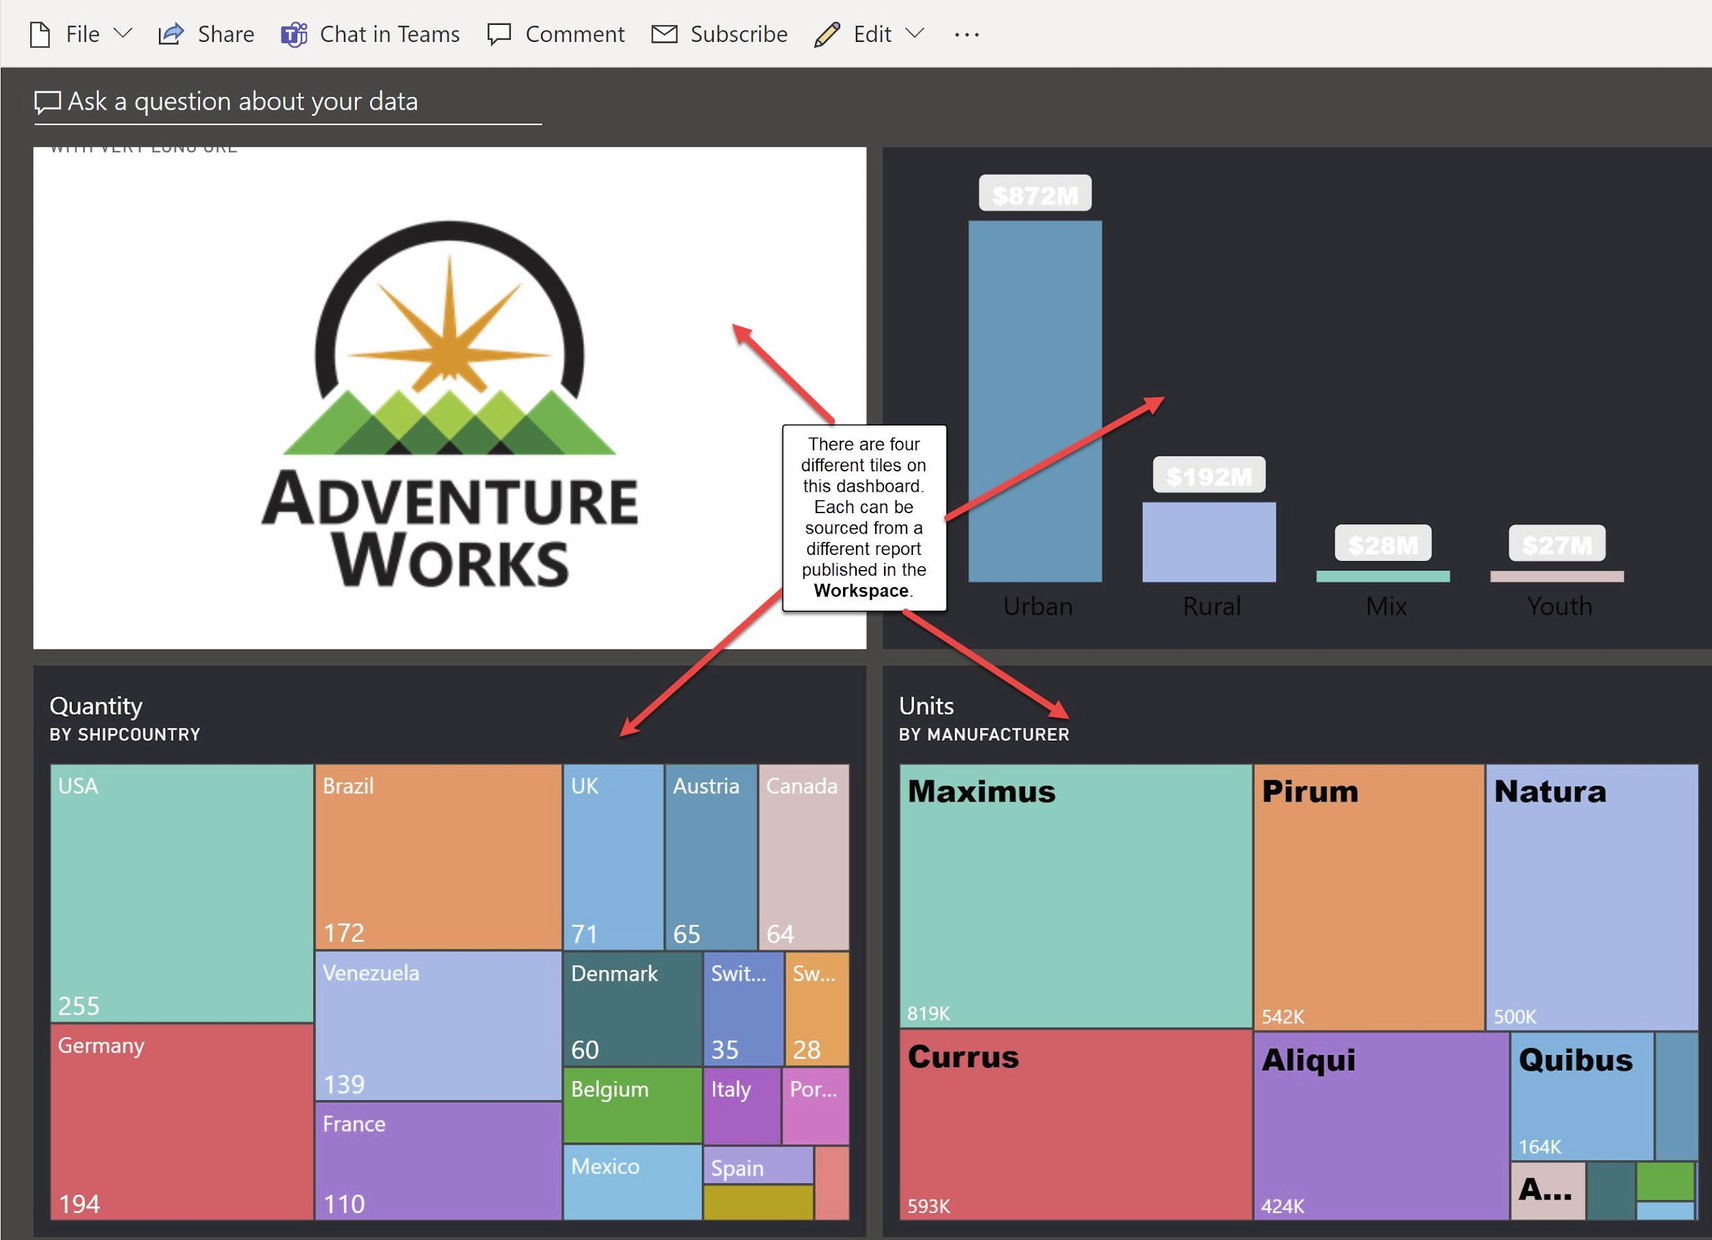 File
Share
Chat in Teams
Comment
Subscribe
Edit
...
Ask a question about your data
WITH VERY LONG URL
ADVENTURE
WORKS
$872M
$192M
$28M
$27M
Urban
Rural
Mix
Youth
There are four
different tiles on
this dashboard.
Each can be
sourced from a
different report
published in the
Workspace.
Quantity
BY SHIPCOUNTRY
USA
255
Germany
194
Brazil
172
Venezuela
139
France
110
UK
71
Austria
65
Canada
64
Denmark
60
Swit...
35
Sw...
28
Belgium
Italy
Por...
Mexico
Spain
Units
BY MANUFACTURER
Maximus
819K
Currus
593K
Pirum
542K
Natura
500K
Aliqui
424K
Quibus
164K
A...